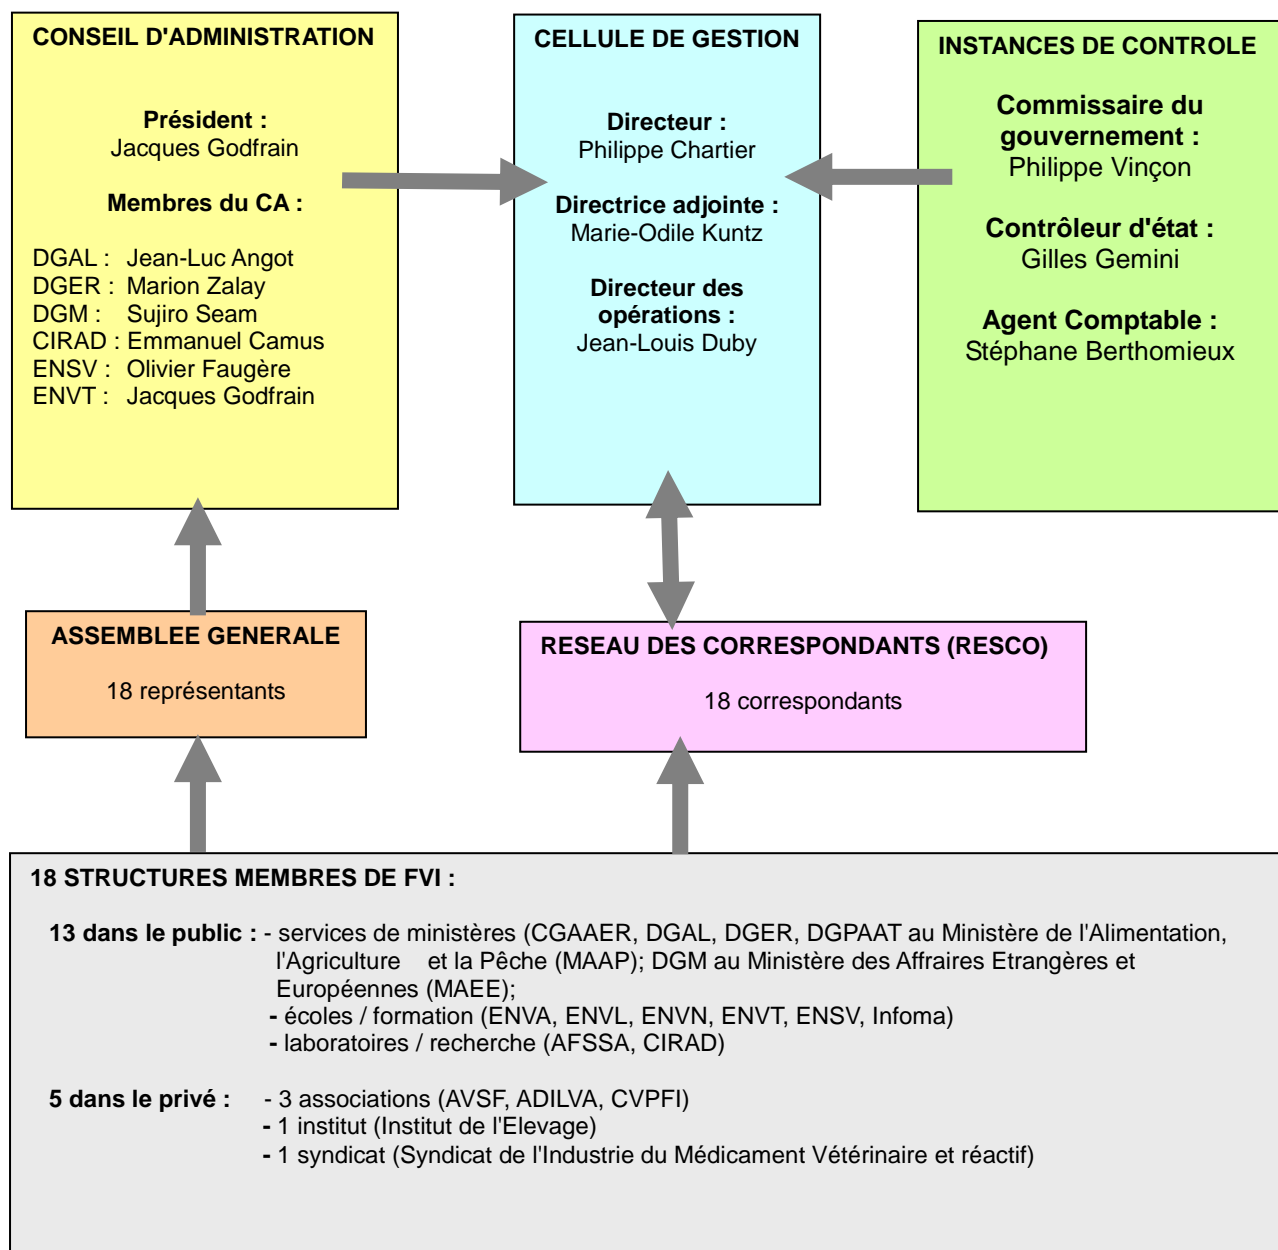 CONSEIL D'ADMINISTRATION
Président :
Jacques Godfrain
Membres du CA :
DGAL : Jean-Luc Angot
DGER : Marion Zalay
DGM : Sujiro Seam
CIRAD : Emmanuel Camus
ENSV : Olivier Faugère
ENVT : Jacques Godfrain
CELLULE DE GESTION
Directeur :
Philippe Chartier
Directrice adjointe :
Marie-Odile Kuntz
Directeur des
opérations :
Jean-Louis Duby
INSTANCES DE CONTROLE
Commissaire du
gouvernement :
Philippe Vinçon
Contrôleur d'état :
Gilles Gemini
Agent Comptable :
Stéphane Berthomieux
ASSEMBLEE GENERALE
18 représentants
RESEAU DES CORRESPONDANTS (RESCO)
18 correspondants
18 STRUCTURES MEMBRES DE FVI :
13 dans le public : - services de ministères (CGAAER, DGAL, DGER, DGPAAT au Ministère de l'Alimentation,
l'Agriculture et la Pêche (MAAP); DGM au Ministère des Affraires Etrangères et
Européennes (MAEE);
- écoles / formation (ENVA, ENVL, ENVN, ENVT, ENSV, Infoma)
- laboratoires / recherche (AFSSA, CIRAD)
5 dans le privé : - 3 associations (AVSF, ADILVA, CVPFI)
- 1 institut (Institut de l'Elevage)
- 1 syndicat (Syndicat de l'Industrie du Médicament Vétérinaire et réactif)